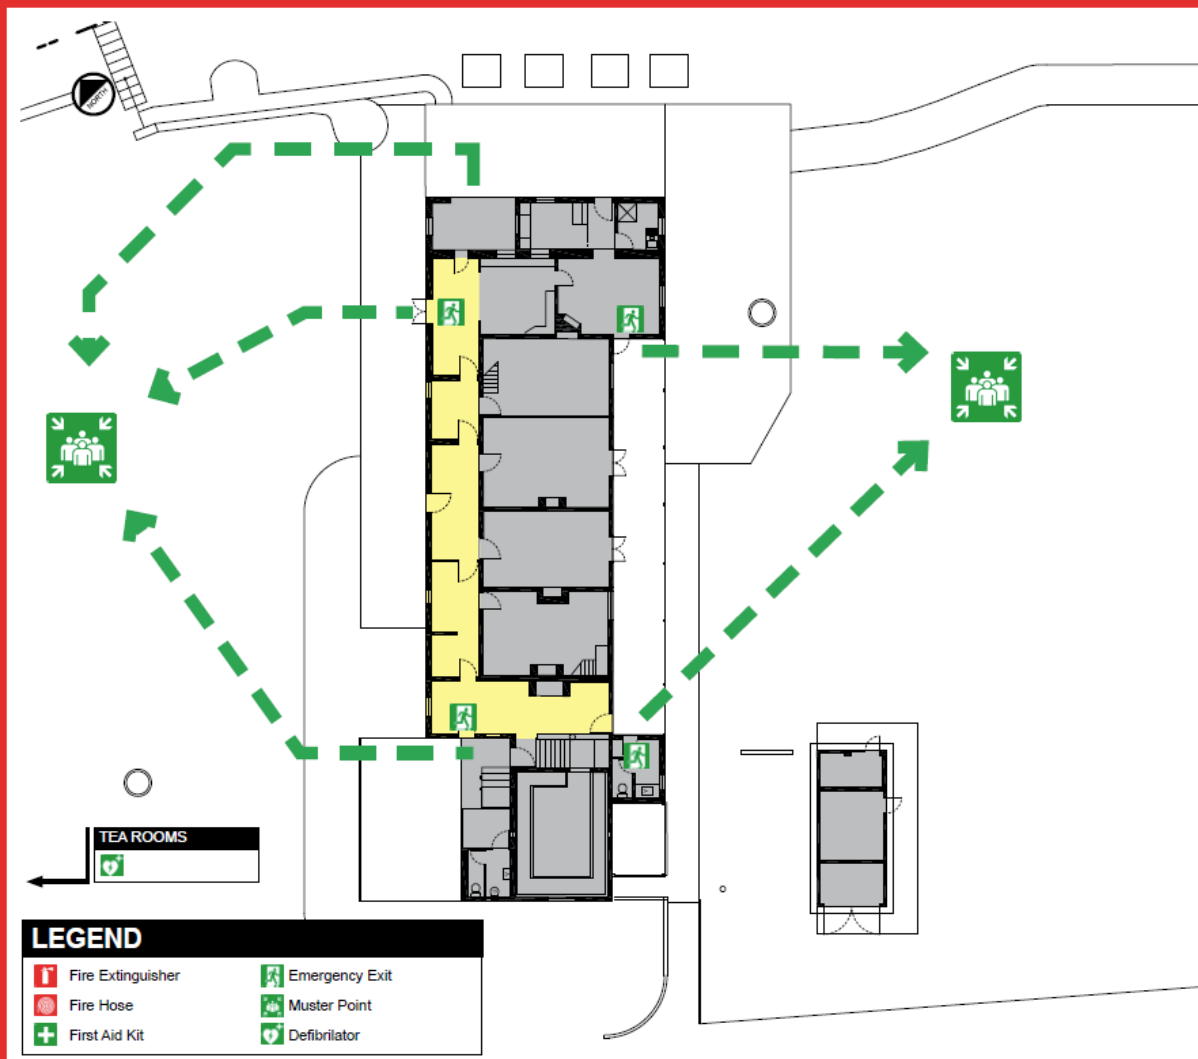 NORTH
TEA ROOMS
LEGEND
Fire Extinguisher
Emergency Exit
Fire Hose
Muster Point
First Aid Kit
Defibrilator